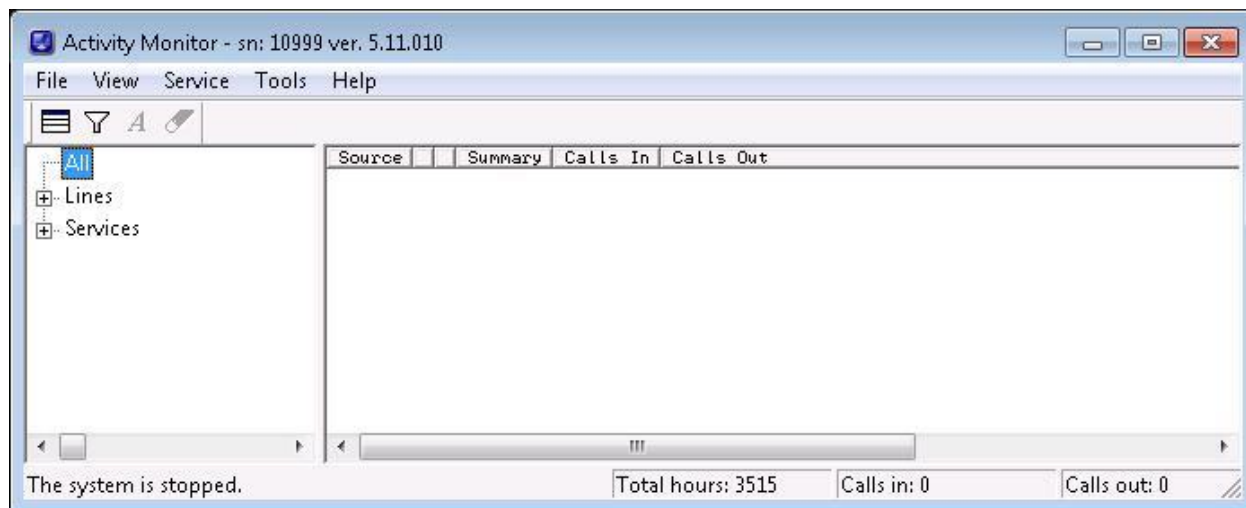 Activity Monitor - sn: 10999 ver. 5.11.010
File View Service Tools Help
A
All
Source Summary Calls In Calls Out
Lines
Services
The system is stopped. Total hours: 3515 Calls in: 0 Calls out: 0